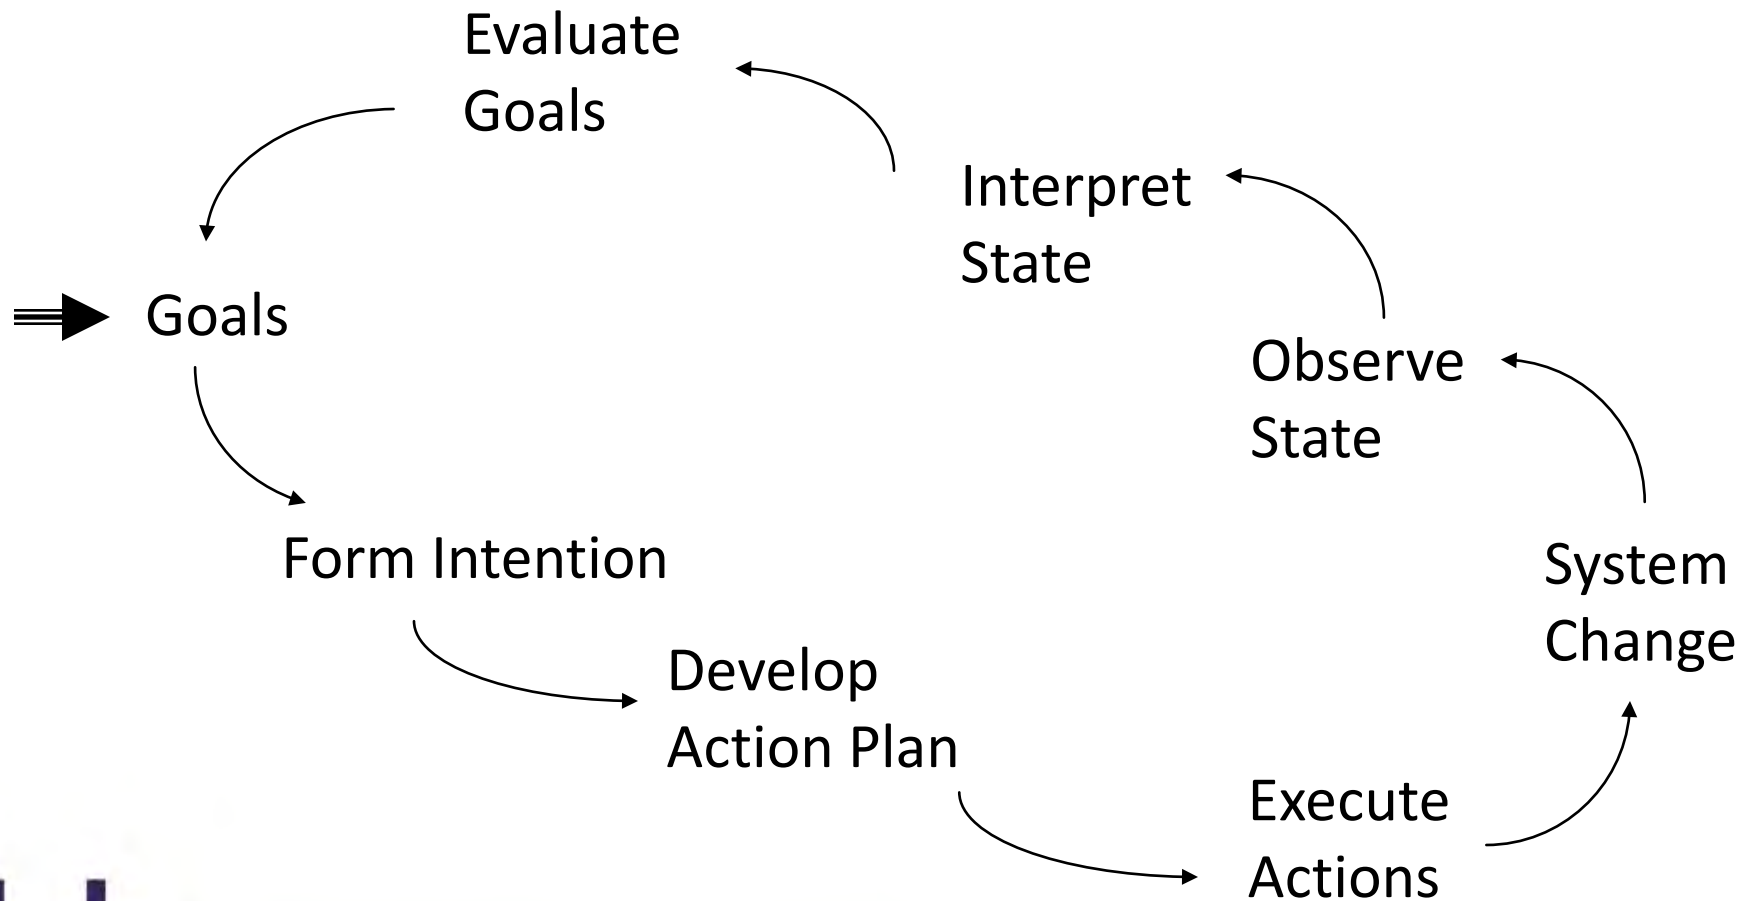 Evaluate
Goals
Interpret
State
Goals
Observe
State
Form Intention
System
Change
Develop
Action Plan
Execute
Actions